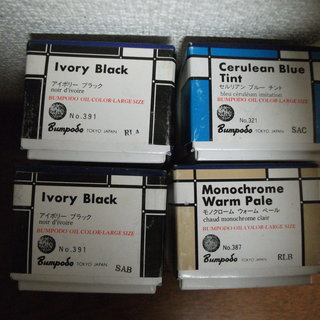 Ivory Black
アイボリー ブラック
noir d'ivoire
BUMPODO OIL COLOR-LARGE SIZE
No.391
Bumpodo TOKYO JAPAN
RLA
Cerulean Blue
Tint
セルリアン ブルー チント
bleu céruléum imitation
BUMPODO OIL COLOR-LARGE SIZE
No.321
Bumpodo TOKYO JAPAN
SAC
Ivory Black
アイボリー ブラック
noir d'ivoire
BUMPODO OIL COLOR-LARGE SIZE
No.391
Bumpodo TOKYO JAPAN
SAB
Monochrome
Warm Pale
モノクローム ウォーム ペール
chaud monochrome clair
BUMPODO OIL COLOR-LARGE SIZE
No.387
Bumpodo TOKYO JAPAN
RLB